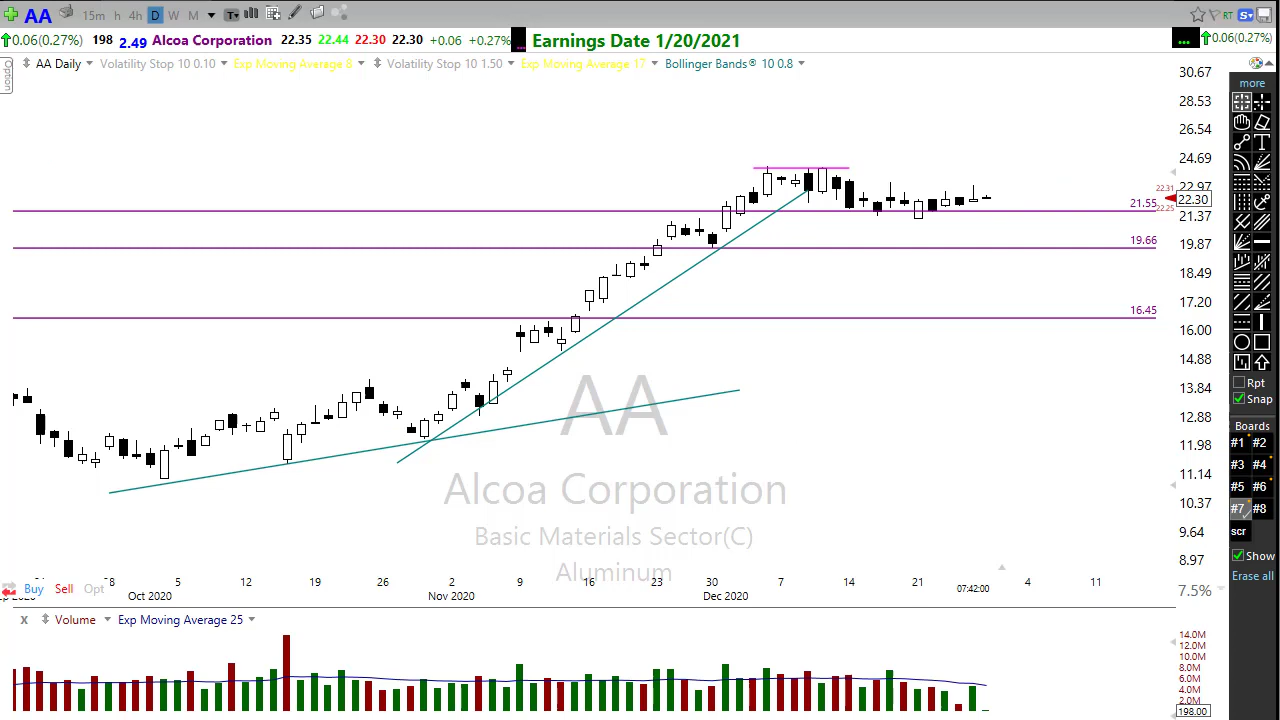 AA 15m h 4h D W M T RT S
0.06(0.27%) 198 2.49 Alcoa Corporation 22.35 22.44 22.30 22.30 +0.06 +0.27% ... Earnings Date 1/20/2021 ... 0.06(0.27%)
Option
AA Daily Volatility Stop 10 0.10 Exp Moving Average 8 Volatility Stop 10 1.50 Exp Moving Average 17 Bollinger Bands® 10 0.8
30.67
28.53
26.54
24.69
22.97
22.31
22.30
22.25
21.55
21.37
19.66
19.87
18.49
17.20
16.45
16.00
14.88
13.84
12.88
11.98
11.14
10.37
9.64
8.97
7.5%
AA
Alcoa Corporation
Basic Materials Sector(C)
Aluminum
28 5 12 19 26 2 9 16 23 30 7 14 21 4 11
Oct 2020 Nov 2020 Dec 2020 07:42:00
Buy Sell Opt
X Volume Exp Moving Average 25
14.0M
12.0M
10.0M
8.0M
6.0M
4.0M
2.0M
198.00
more
T
Rpt
Snap
Boards
#1 #2
#3 #4
#5 #6
#7 #8
scr
Show
Erase all